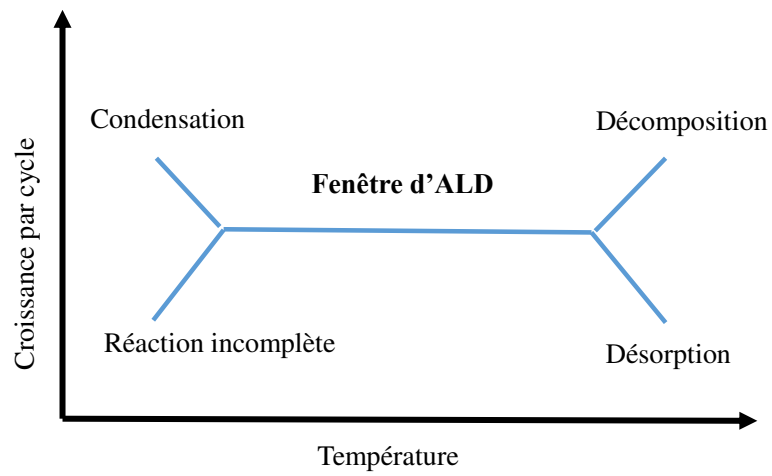 Condensation
Décomposition
Fenêtre d’ALD
Croissance par cycle
Réaction incomplète
Désorption
Température